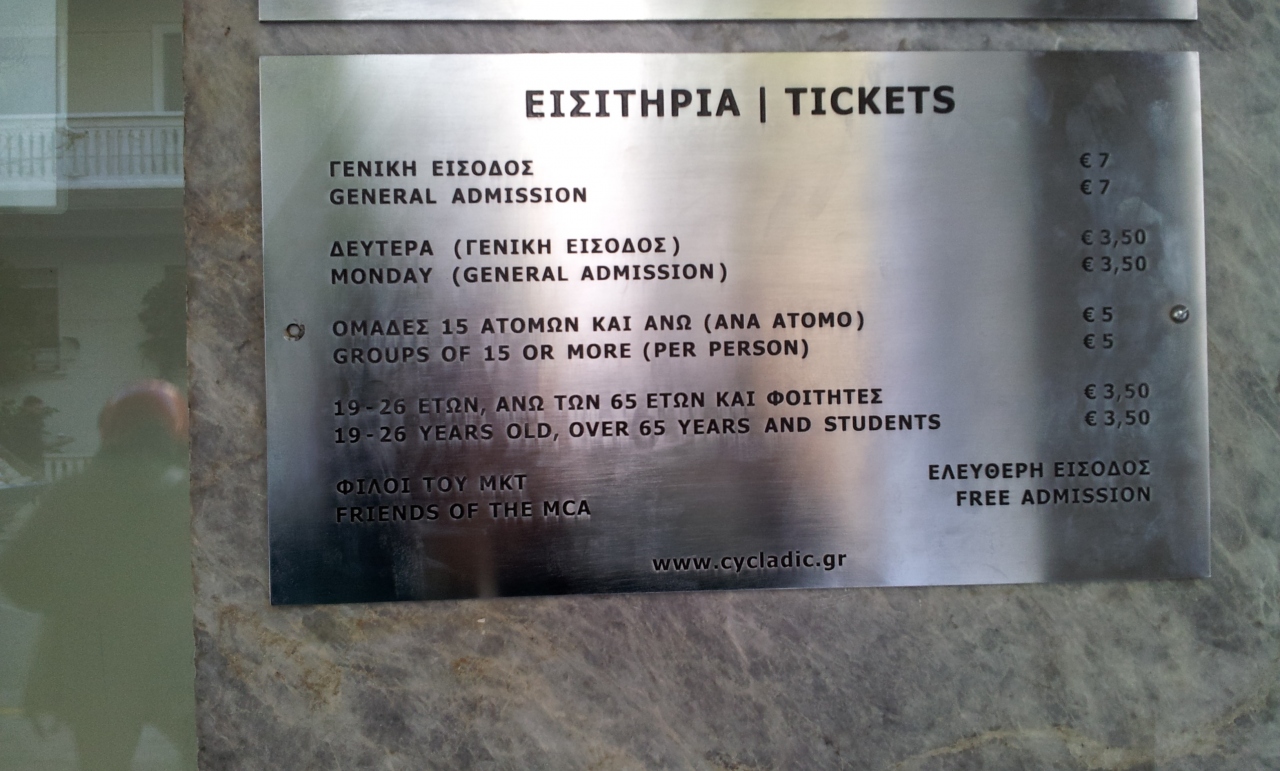 ΕΙΣΙΤΗΡΙΑ | TICKETS
ΓΕΝΙΚΗ ΕΙΣΟΔΟΣ € 7
GENERAL ADMISSION € 7
ΔΕΥΤΕΡΑ (ΓΕΝΙΚΗ ΕΙΣΟΔΟΣ) € 3,50
MONDAY (GENERAL ADMISSION) € 3,50
ΟΜΑΔΕΣ 15 ΑΤΟΜΩΝ ΚΑΙ ΑΝΩ (ΑΝΑ ΑΤΟΜΟ) € 5
GROUPS OF 15 OR MORE (PER PERSON) € 5
19-26 ΕΤΩΝ, ΑΝΩ ΤΩΝ 65 ΕΤΩΝ ΚΑΙ ΦΟΙΤΗΤΕΣ € 3,50
19-26 YEARS OLD, OVER 65 YEARS AND STUDENTS € 3,50
ΦΙΛΟΙ ΤΟΥ ΜΚΤ ΕΛΕΥΘΕΡΗ ΕΙΣΟΔΟΣ
FRIENDS OF THE MCA FREE ADMISSION
www.cycladic.gr